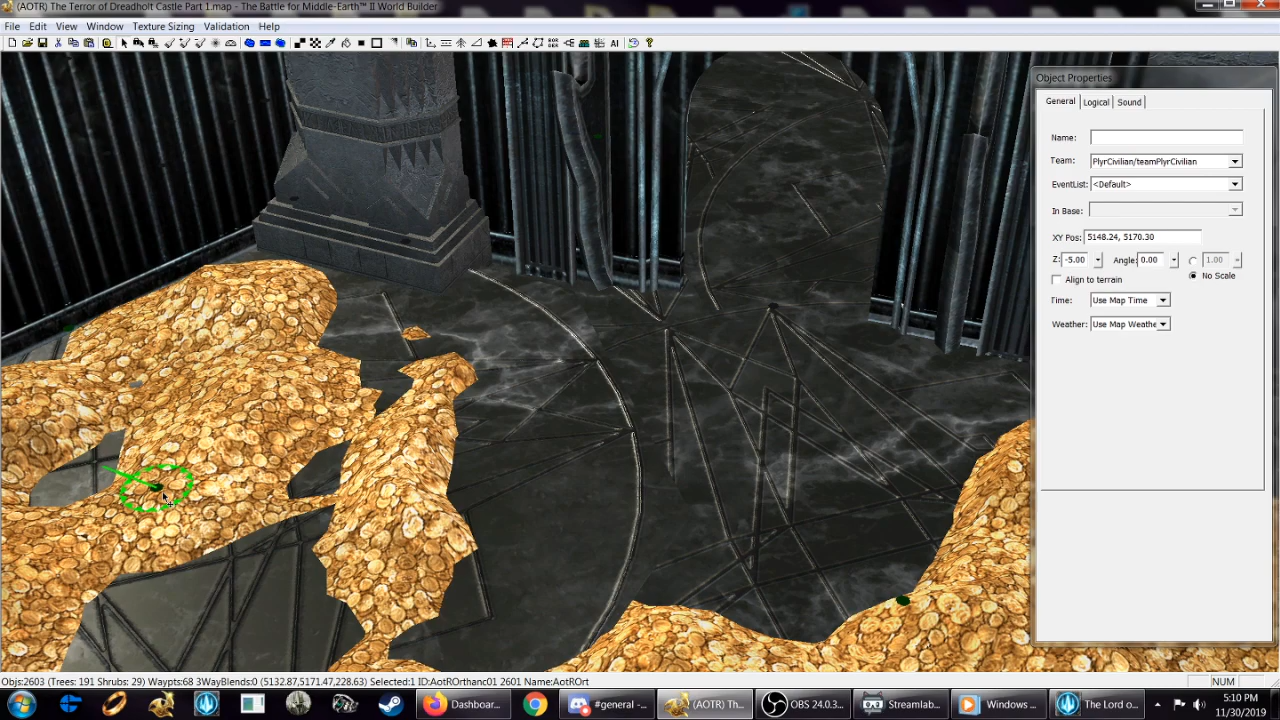 (AOTR) The Terror of Dreadholt Castle Part 1.map - The Battle for Middle-Earth™ II World Builder
File Edit View Window Texture Sizing Validation Help
AI
Object Properties
General Logical Sound
Name:
Team: PlyrCivilian/teamPlyrCivilian
EventList: <Default>
In Base:
XY Pos: 5148.24, 5170.30
Z: -5.00 Angle: 0.00 1.00
No Scale
Align to terrain
Time: Use Map Time
Weather: Use Map Weathe
Objs:2603 (Trees: 191 Shrubs: 29) Waypts:68 3WayBlends:0 (5132.87,5171.47,228.63) Selected:1 ID:AotROrthanc01 2601 Name:AotROrt
NUM
Dashboar... #general -... (AOTR) Th... OBS 24.0.3... Streamlab... Windows ... The Lord o...
5:10 PM
11/30/2019